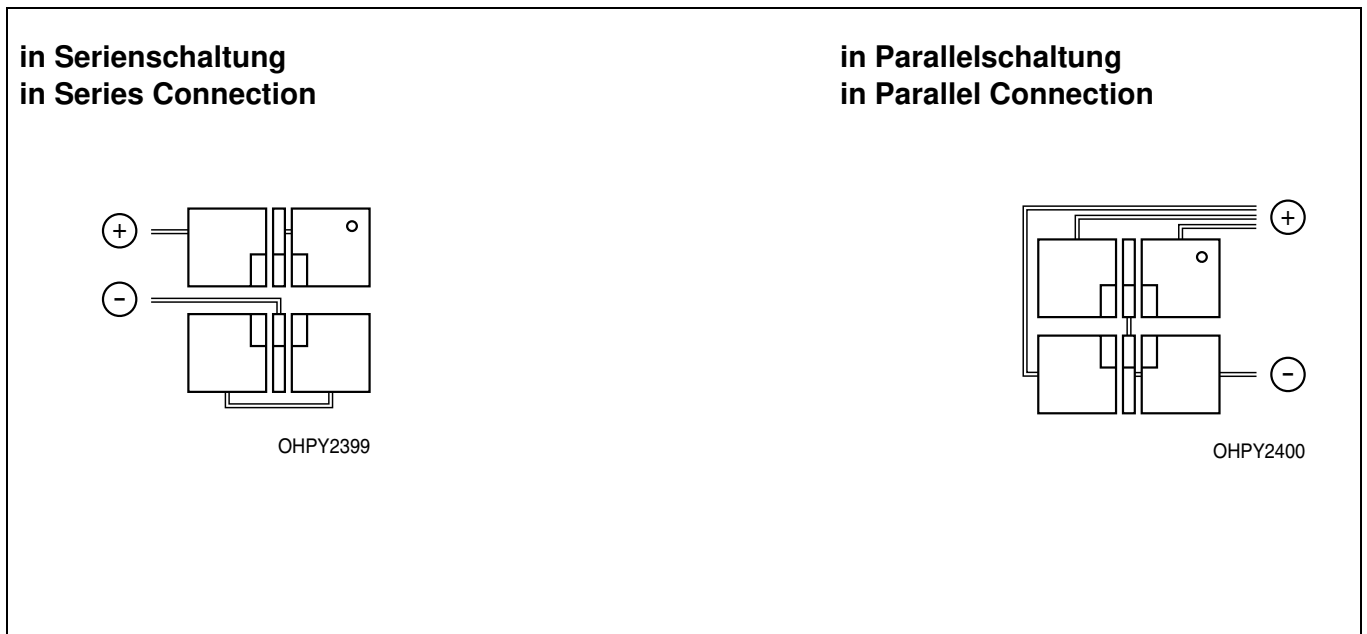 in Serienschaltung
in Series Connection
in Parallelschaltung
in Parallel Connection
+
-
OHPY2399
+
-
OHPY2400